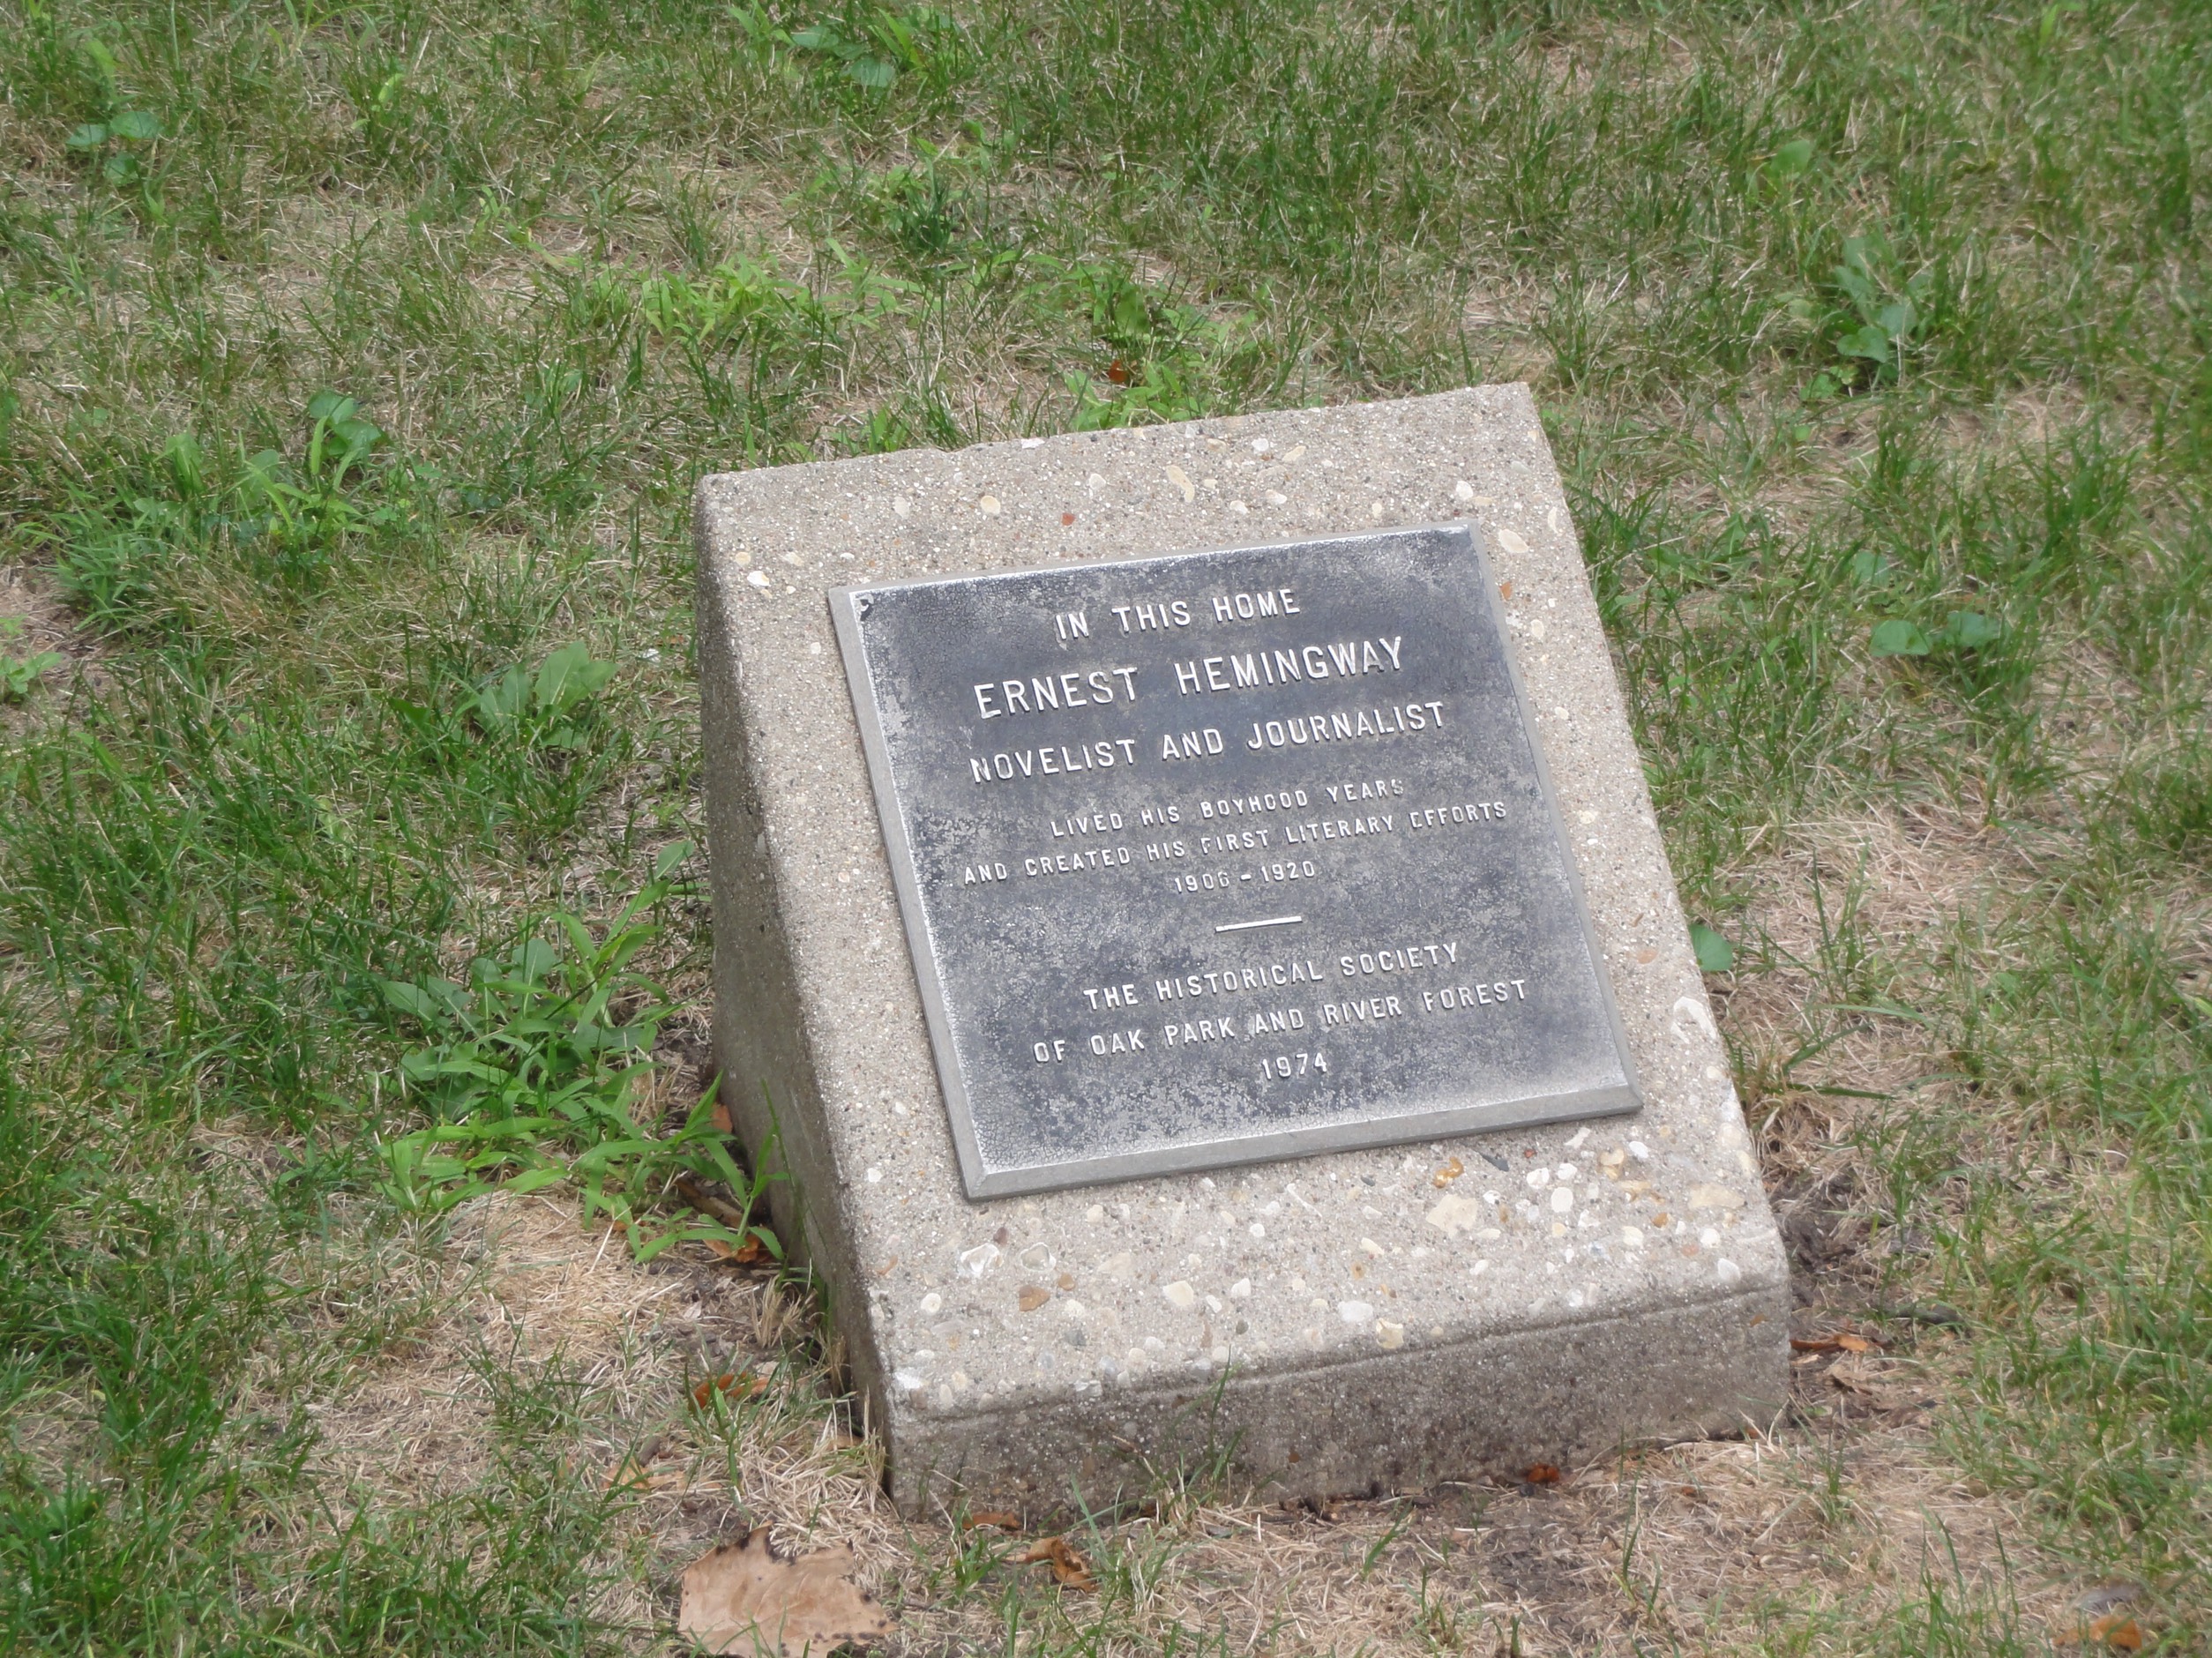 IN THIS HOME
ERNEST HEMINGWAY
NOVELIST AND JOURNALIST
LIVED HIS BOYHOOD YEARS
AND CREATED HIS FIRST LITERARY EFFORTS
1906 - 1920
THE HISTORICAL SOCIETY
OF OAK PARK AND RIVER FOREST
1974